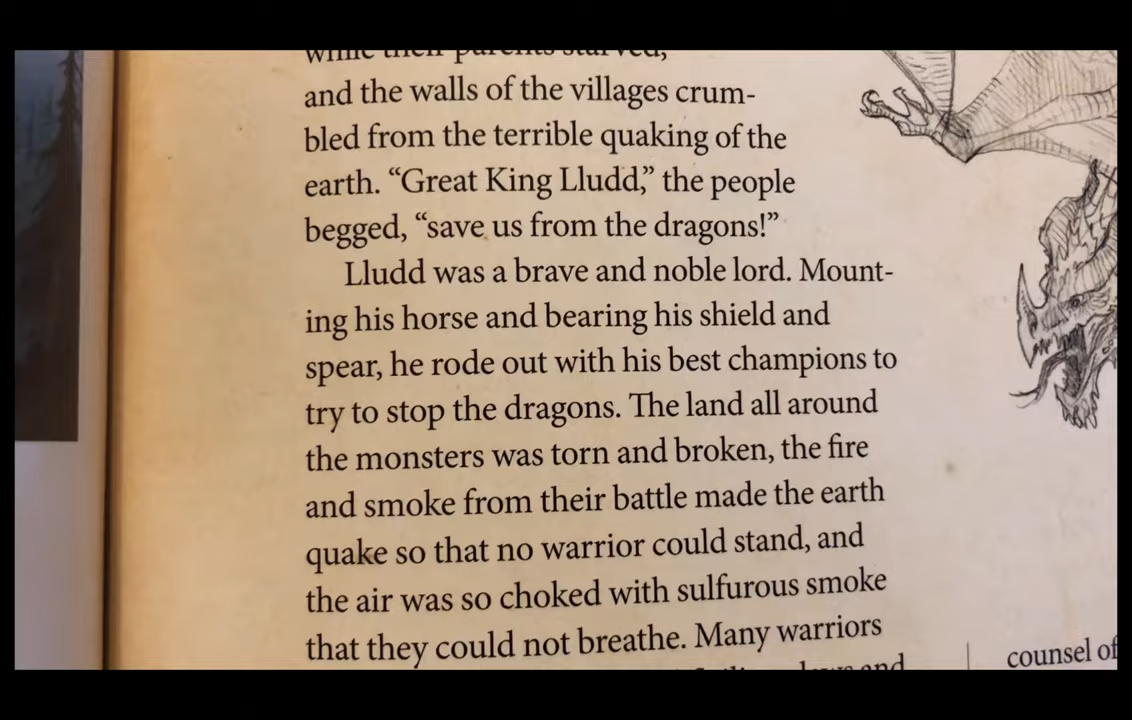 while their parents starved,
and the walls of the villages crum-
bled from the terrible quaking of the
earth. “Great King Lludd,” the people
begged, “save us from the dragons!”
Lludd was a brave and noble lord. Mount-
ing his horse and bearing his shield and
spear, he rode out with his best champions to
try to stop the dragons. The land all around
the monsters was torn and broken, the fire
and smoke from their battle made the earth
quake so that no warrior could stand, and
the air was so choked with sulfurous smoke
that they could not breathe. Many warriors
and
counsel of